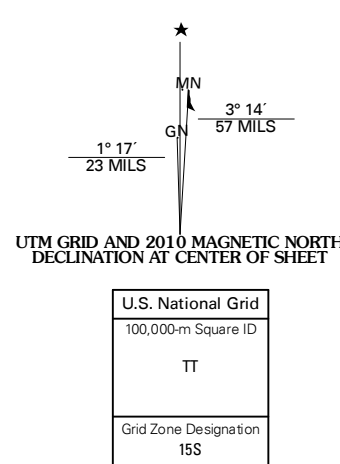 MN
3° 14´
57 MILS
GN
1° 17´
23 MILS
UTM GRID AND 2010 MAGNETIC NORTH
DECLINATION AT CENTER OF SHEET
U.S. National Grid
100,000-m Square ID
TT
Grid Zone Designation
15S